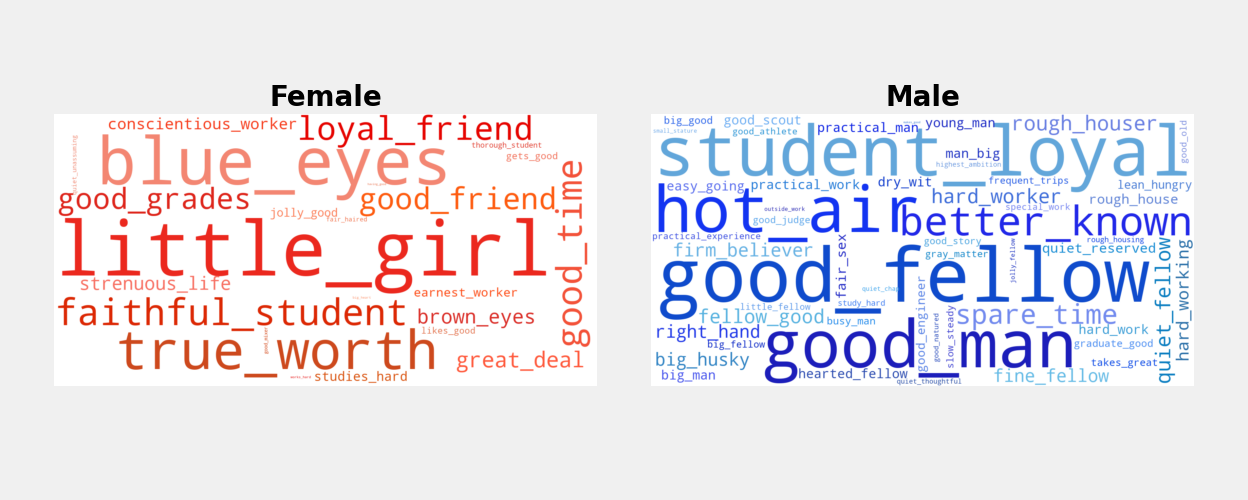 Female
conscientious_worker
loyal_friend
thorough_student
gets_good
blue_eyes
good_grades
good_friend
jolly_good
fair_haired
little_girl
good_time
strenuous_life
earnest_worker
faithful_student
brown_eyes
likes_good
true_worth
great_deal
studies_hard
quiet_unassuming
Male
big_good
good_scout
small_stature
good_athlete
practical_man
young_man
rough_houser
good_old
student_loyal
man_big
highest_ambition
easy_going
practical_work
dry_wit
frequent_trips
lean_hungry
hard_worker
rough_house
hot_air
outside_work
good_judge
special_work
better_known
practical_experience
firm_believer
fair_sex
good_story
gray_matter
jolly_fellow
rough_housing
quiet_reserved
good_fellow
quiet_chap
little_fellow
study_hard
fellow_good
busy_man
spare_time
quiet_fellow
hard_working
right_hand
big_fellow
good_man
good_engineer
good_natured
slow_steady
hard_work
graduate_good
big_husky
takes_great
big_man
hearted_fellow
quiet_thoughtful
fine_fellow